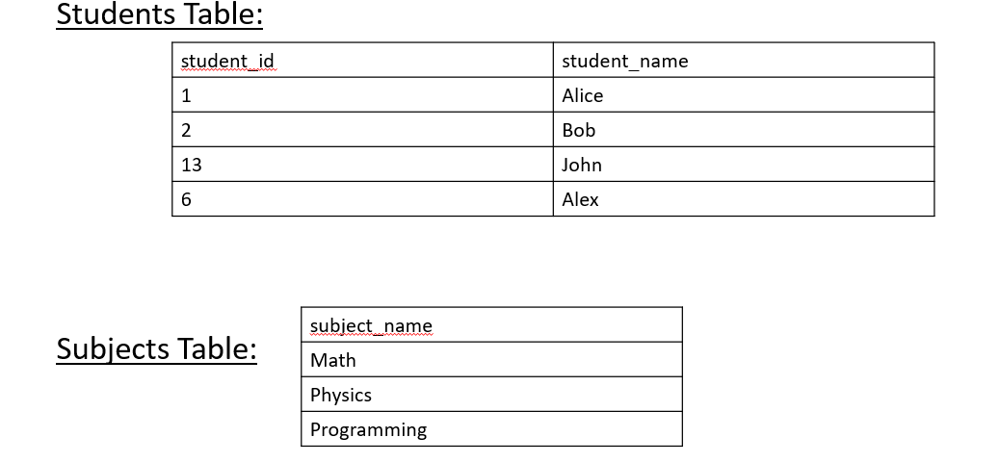 Students Table:
student_id student_name
1 Alice
2 Bob
13 John
6 Alex
subject_name
Subjects Table:
Math
Physics
Programming